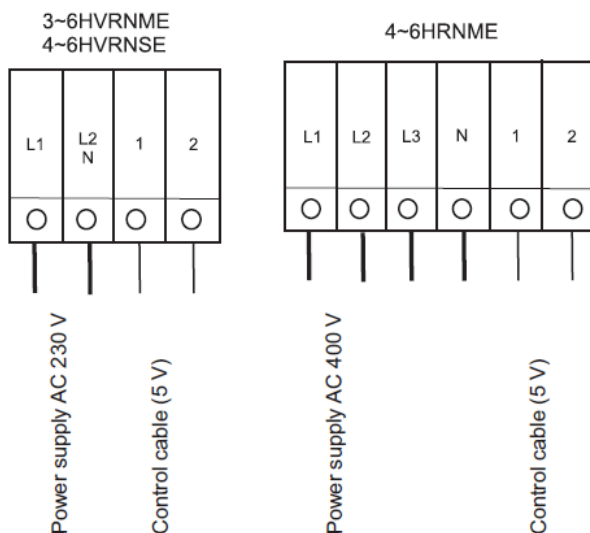 3~6HVRNME
4~6HVRNSE
4~6HRNME
L1
L2
N
1
2
L1
L2
L3
N
1
2
Power supply AC 230 V
Control cable (5 V)
Power supply AC 400 V
Control cable (5 V)